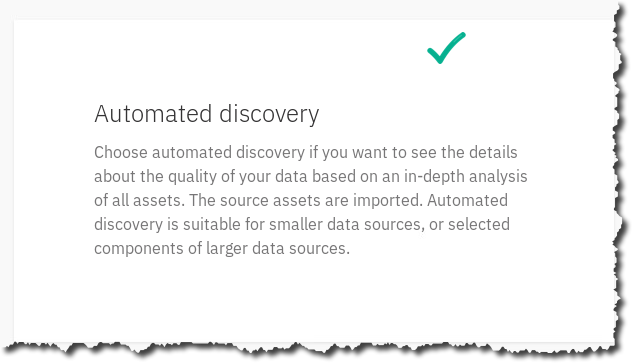 Automated discovery
Choose automated discovery if you want to see the details
about the quality of your data based on an in-depth analysis
of all assets. The source assets are imported. Automated
discovery is suitable for smaller data sources, or selected
components of larger data sources.